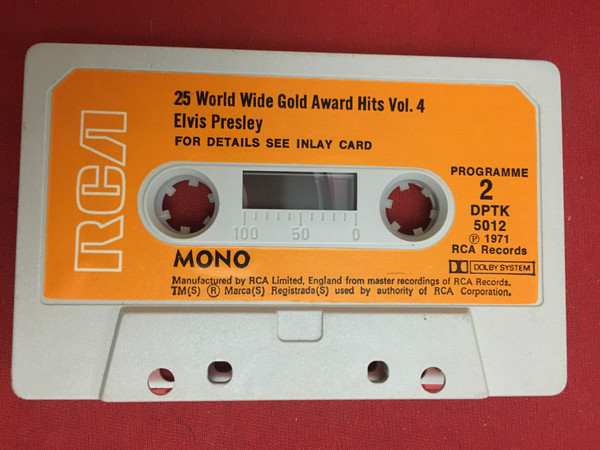 RCA
25 World Wide Gold Award Hits Vol. 4
Elvis Presley
FOR DETAILS SEE INLAY CARD
PROGRAMME
2
DPTK
5012
℗ 1971
RCA Records
100 50 0
MONO
DOLBY SYSTEM
Manufactured by RCA Limited, England from master recordings of RCA Records.
TM(S) ® Marca(S) Registrada(S) used by authority of RCA Corporation.